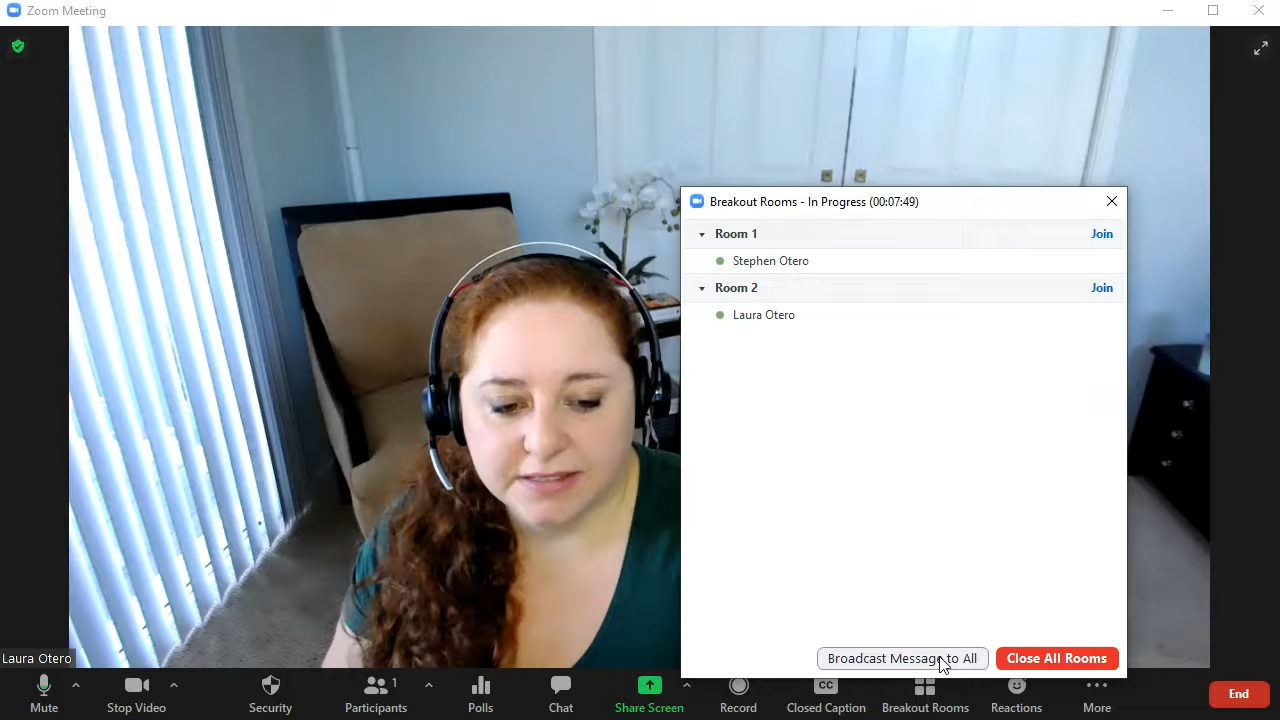 Zoom Meeting
Breakout Rooms - In Progress (00:07:49)
Room 1
Join
Stephen Otero
Room 2
Join
Laura Otero
Broadcast Message to All
Close All Rooms
Laura Otero
Mute
Stop Video
Security
1
Participants
Polls
Chat
Share Screen
Record
CC
Closed Caption
Breakout Rooms
Reactions
More
End